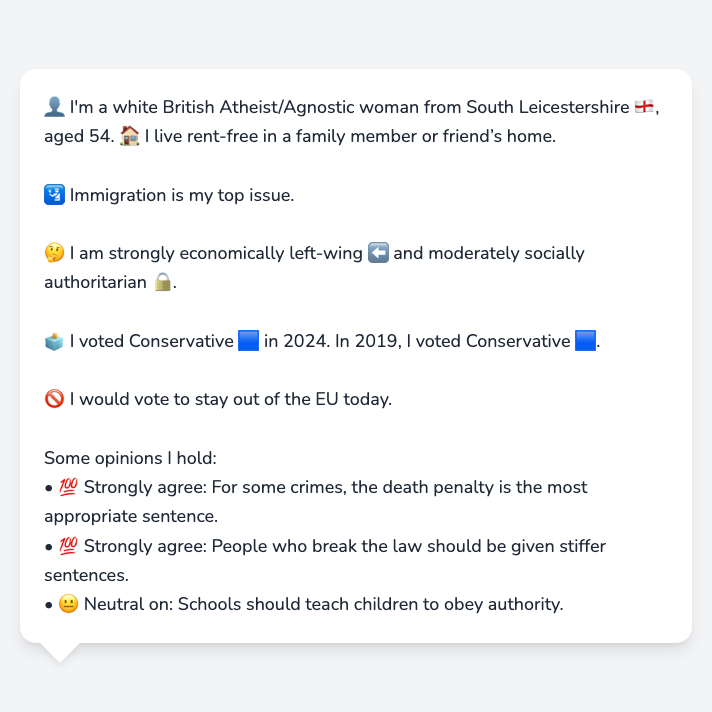 👤 I'm a white British Atheist/Agnostic woman from South Leicestershire 🏴󠁧󠁢󠁥󠁮󠁧󠁿,
aged 54. 🏠 I live rent-free in a family member or friend’s home.
🛂 Immigration is my top issue.
🤔 I am strongly economically left-wing ⬅️ and moderately socially
authoritarian 🔒.
🗳️ I voted Conservative 🟦 in 2024. In 2019, I voted Conservative 🟦.
🚫 I would vote to stay out of the EU today.
Some opinions I hold:
• 💯 Strongly agree: For some crimes, the death penalty is the most
appropriate sentence.
• 💯 Strongly agree: People who break the law should be given stiffer
sentences.
• 😐 Neutral on: Schools should teach children to obey authority.